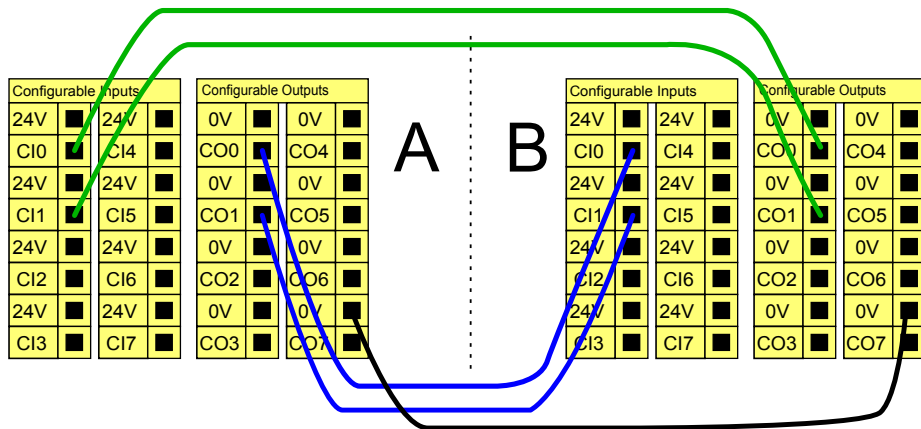 Configurable Inputs
24V 24V
CI0 CI4
24V 24V
CI1 CI5
24V 24V
CI2 CI6
24V 24V
CI3 CI7
Configurable Outputs
0V 0V
CO0 CO4
0V 0V
CO1 CO5
0V 0V
CO2 CO6
0V 0V
CO3 CO7
A
B
Configurable Inputs
24V 24V
CI0 CI4
24V 24V
CI1 CI5
24V 24V
CI2 CI6
24V 24V
CI3 CI7
Configurable Outputs
0V 0V
CO0 CO4
0V 0V
CO1 CO5
0V 0V
CO2 CO6
0V 0V
CO3 CO7